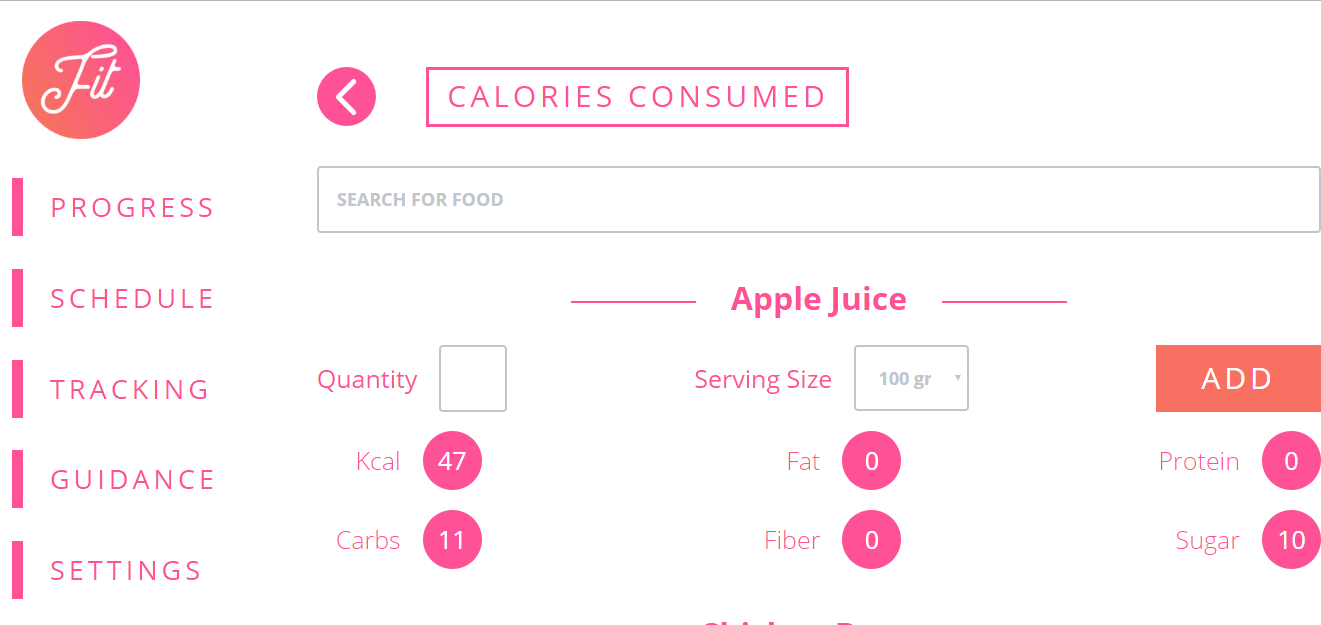 Fit
CALORIES CONSUMED
SEARCH FOR FOOD
PROGRESS
SCHEDULE
TRACKING
GUIDANCE
SETTINGS
Apple Juice
Quantity Serving Size 100 gr ADD
Kcal 47 Fat 0 Protein 0
Carbs 11 Fiber 0 Sugar 10